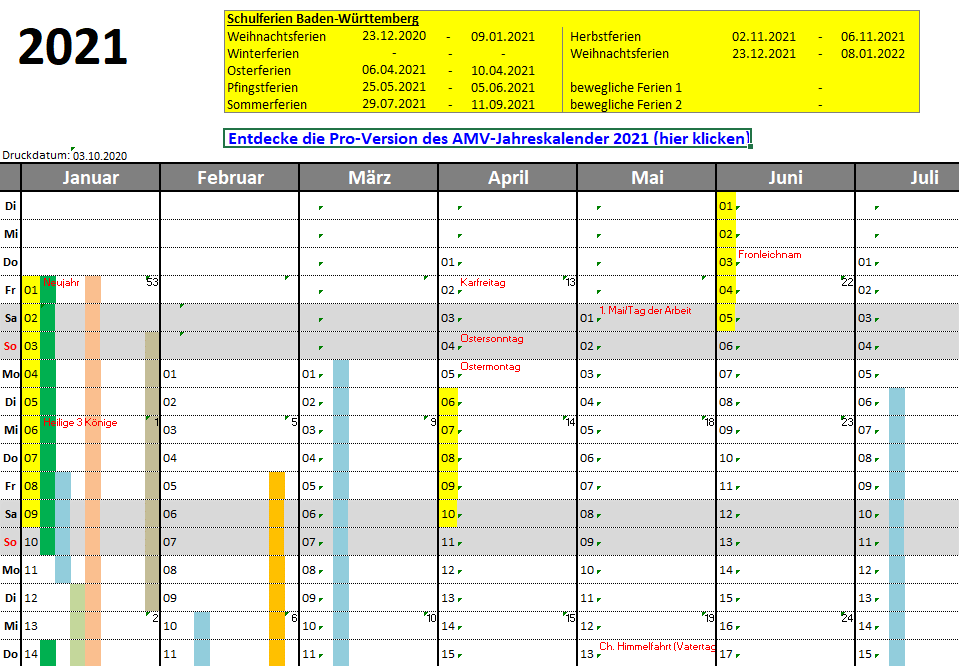 2021
Schulferien Baden-Württemberg
Weihnachtsferien 23.12.2020 - 09.01.2021 Herbstferien 02.11.2021 - 06.11.2021
Winterferien - - - Weihnachtsferien 23.12.2021 - 08.01.2022
Osterferien 06.04.2021 - 10.04.2021
Pfingstferien 25.05.2021 - 05.06.2021 bewegliche Ferien 1 -
Sommerferien 29.07.2021 - 11.09.2021 bewegliche Ferien 2 -
Entdecke die Pro-Version des AMV-Jahreskalender 2021 (hier klicken)
Druckdatum: 03.10.2020
Januar Februar März April Mai Juni Juli
Di 01
Mi 02
Do 01 03 Fronleichnam 01
Fr 01 Neujahr 53 02 Karfreitag 13 04 22 02
Sa 02 03 01 1. Mai/Tag der Arbeit 05 03
So 03 04 Ostersonntag 02 06 04
Mo 04 01 01 05 Ostermontag 03 07 05
Di 05 02 02 06 04 08 06
Mi 06 Heilige 3 Könige 1 03 5 03 9 07 14 05 18 09 23 07
Do 07 04 04 08 06 10 08
Fr 08 05 05 09 07 11 09
Sa 09 06 06 10 08 12 10
So 10 07 07 11 09 13 11
Mo 11 08 08 12 10 14 12
Di 12 09 09 13 11 15 13
Mi 13 2 10 6 10 10 14 15 12 19 16 24 14
Do 14 11 11 15 13 Ch. Himmelfahrt (Vatertag 17 15